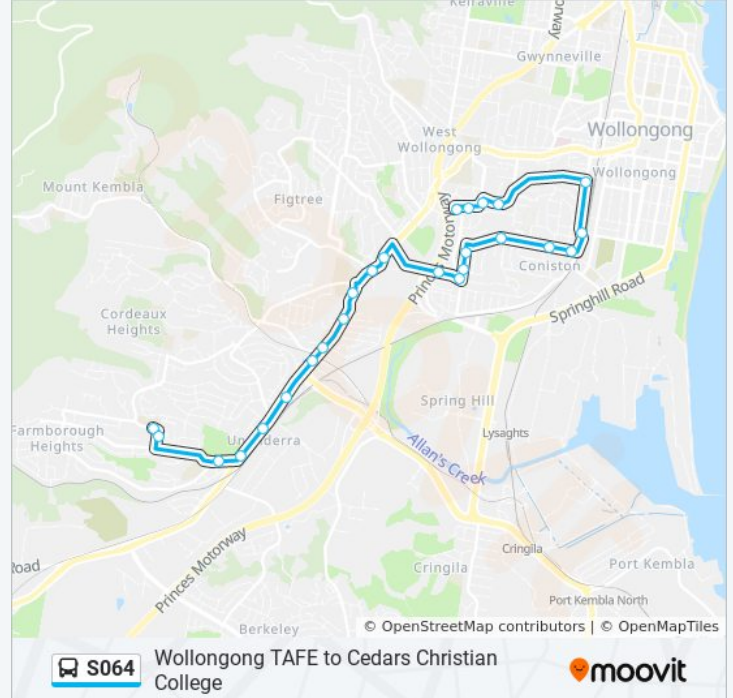 Keiraville
orway
Gwynneville
West
Wollongong
Wollongong
Wollongong
Mount Kembla
Figtree
Princes Motorway
Coniston
Springhill Road
Cordeaux
Heights
Spring Hill
Farmborough
Heights
Unanderra
Lysaghts
Allan's Creek
oad
Princes Motorway
Cringila
Cringila
Port Kembla
Port Kembla North
Berkeley
© OpenStreetMap contributors | © OpenMapTiles
S064
Wollongong TAFE to Cedars Christian
College
moovit